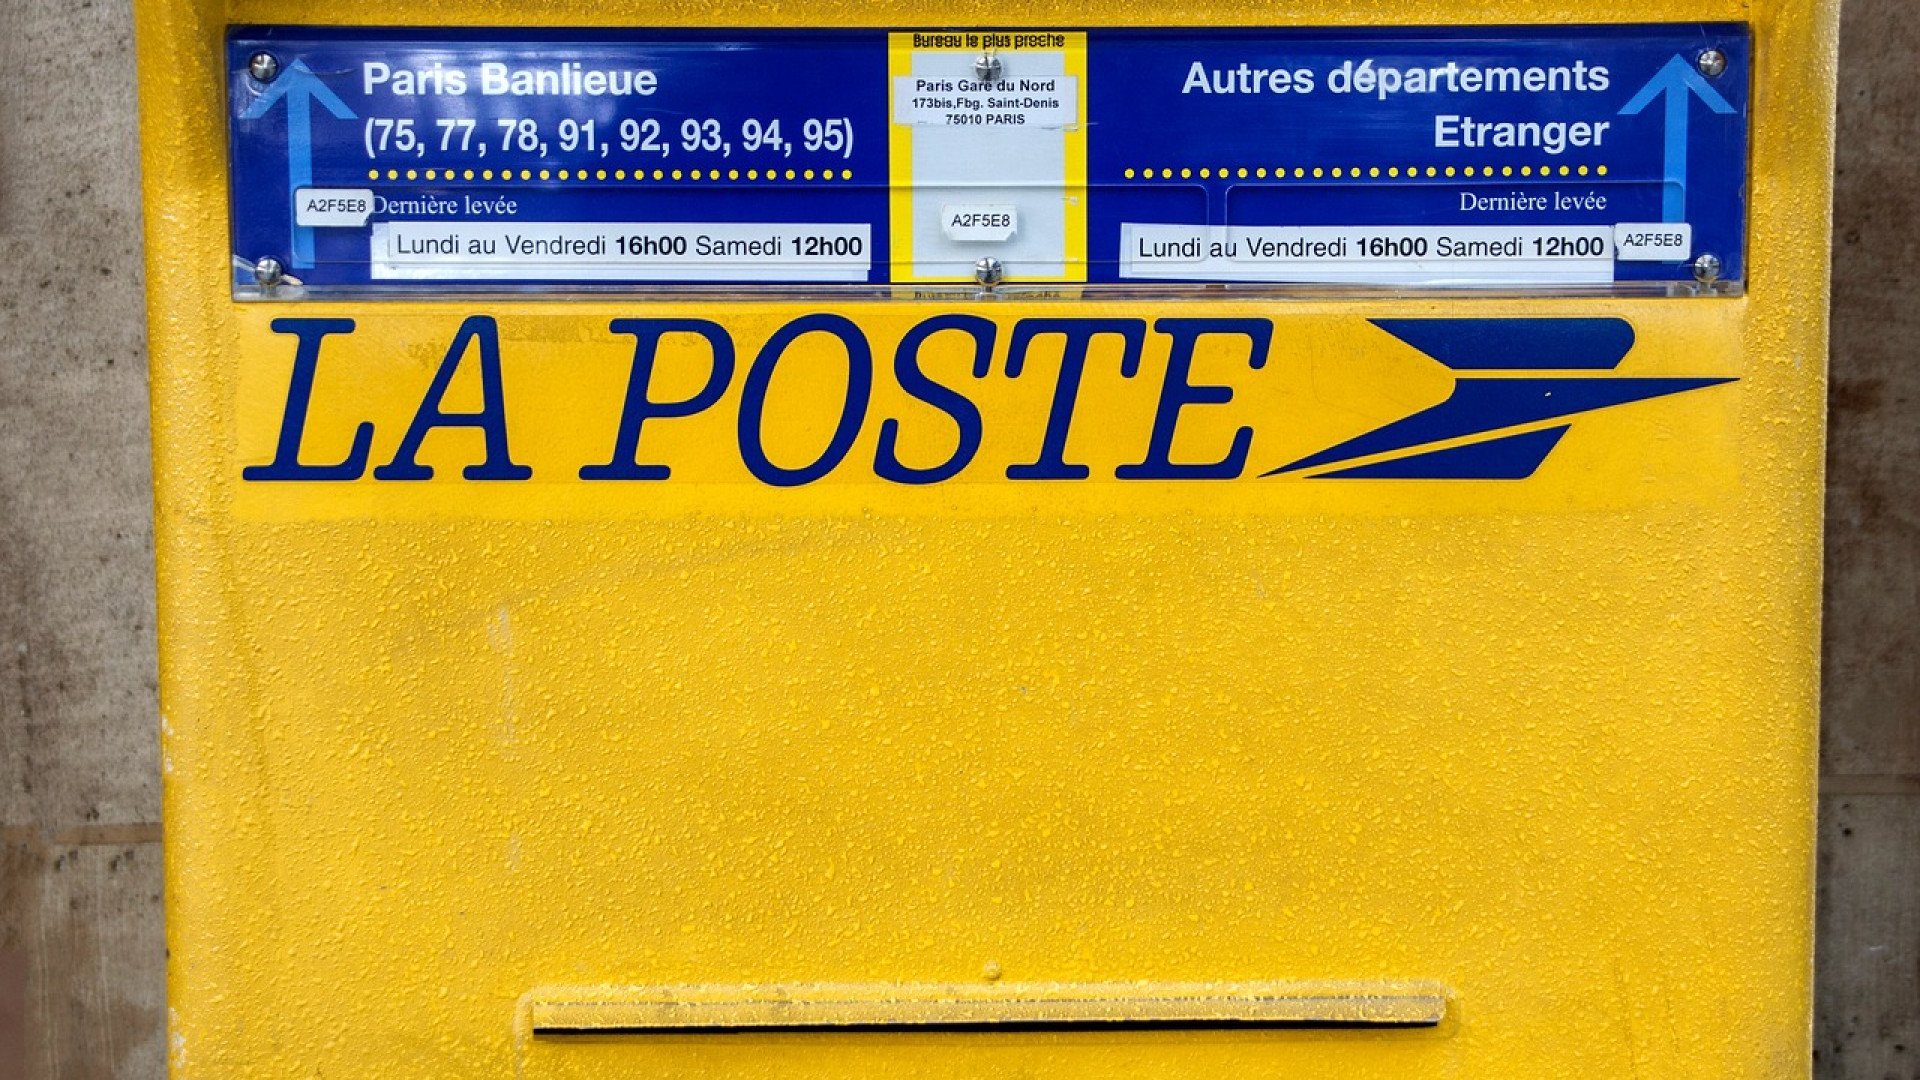 Paris Banlieue
(75, 77, 78, 91, 92, 93, 94, 95)
A2F5E8
Dernière levée
Lundi au Vendredi 16h00 Samedi 12h00
Bureau le plus proche
Paris Gare du Nord
173bis,Fbg. Saint-Denis
75010 PARIS
A2F5E8
Autres départements
Etranger
Dernière levée
Lundi au Vendredi 16h00 Samedi 12h00
A2F5E8
LA POSTE